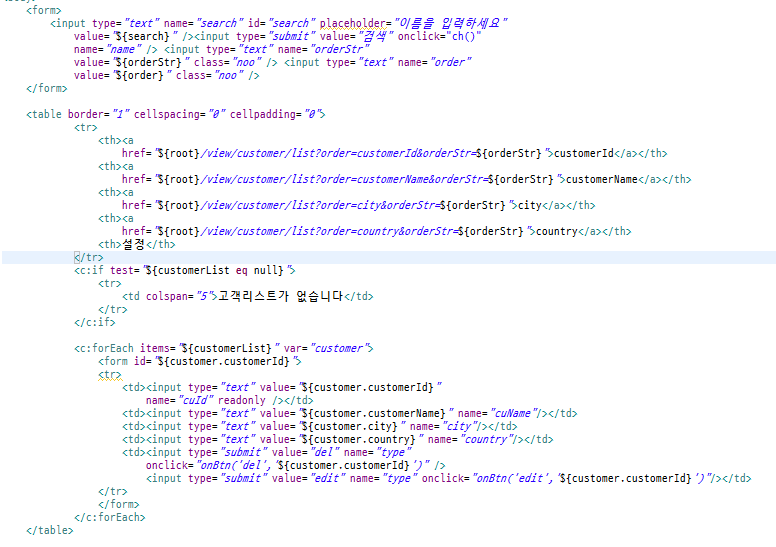 <form>
<input type="text" name="search" id="search" placeholder="이름을 입력하세요"
value="${search}" /><input type="submit" value="검색" onclick="ch()"
name="name" /> <input type="text" name="orderStr"
value="${orderStr}" class="noo" /> <input type="text" name="order"
value="${order}" class="noo" />
</form>
<table border="1" cellspacing="0" cellpadding="0">
<tr>
<th><a
href="${root}/view/customer/list?order=customerId&orderStr=${orderStr}">customerId</a></th>
<th><a
href="${root}/view/customer/list?order=customerName&orderStr=${orderStr}">customerName</a></th>
<th><a
href="${root}/view/customer/list?order=city&orderStr=${orderStr}">city</a></th>
<th><a
href="${root}/view/customer/list?order=country&orderStr=${orderStr}">country</a></th>
<th>설정</th>
</tr>
<c:if test="${customerList eq null}">
<tr>
<td colspan="5">고객리스트가 없습니다</td>
</tr>
</c:if>
<c:forEach items="${customerList}" var="customer">
<form id="${customer.customerId}">
<tr>
<td><input type="text" value="${customer.customerId}"
name="cuId" readonly /></td>
<td><input type="text" value="${customer.customerName}" name="cuName"/></td>
<td><input type="text" value="${customer.city}" name="city"/></td>
<td><input type="text" value="${customer.country}" name="country"/></td>
<td><input type="submit" value="del" name="type"
onclick="onBtn('del','${customer.customerId}')" />
<input type="submit" value="edit" name="type" onclick="onBtn('edit','${customer.customerId}')"/></td>
</tr>
</form>
</c:forEach>
</table>